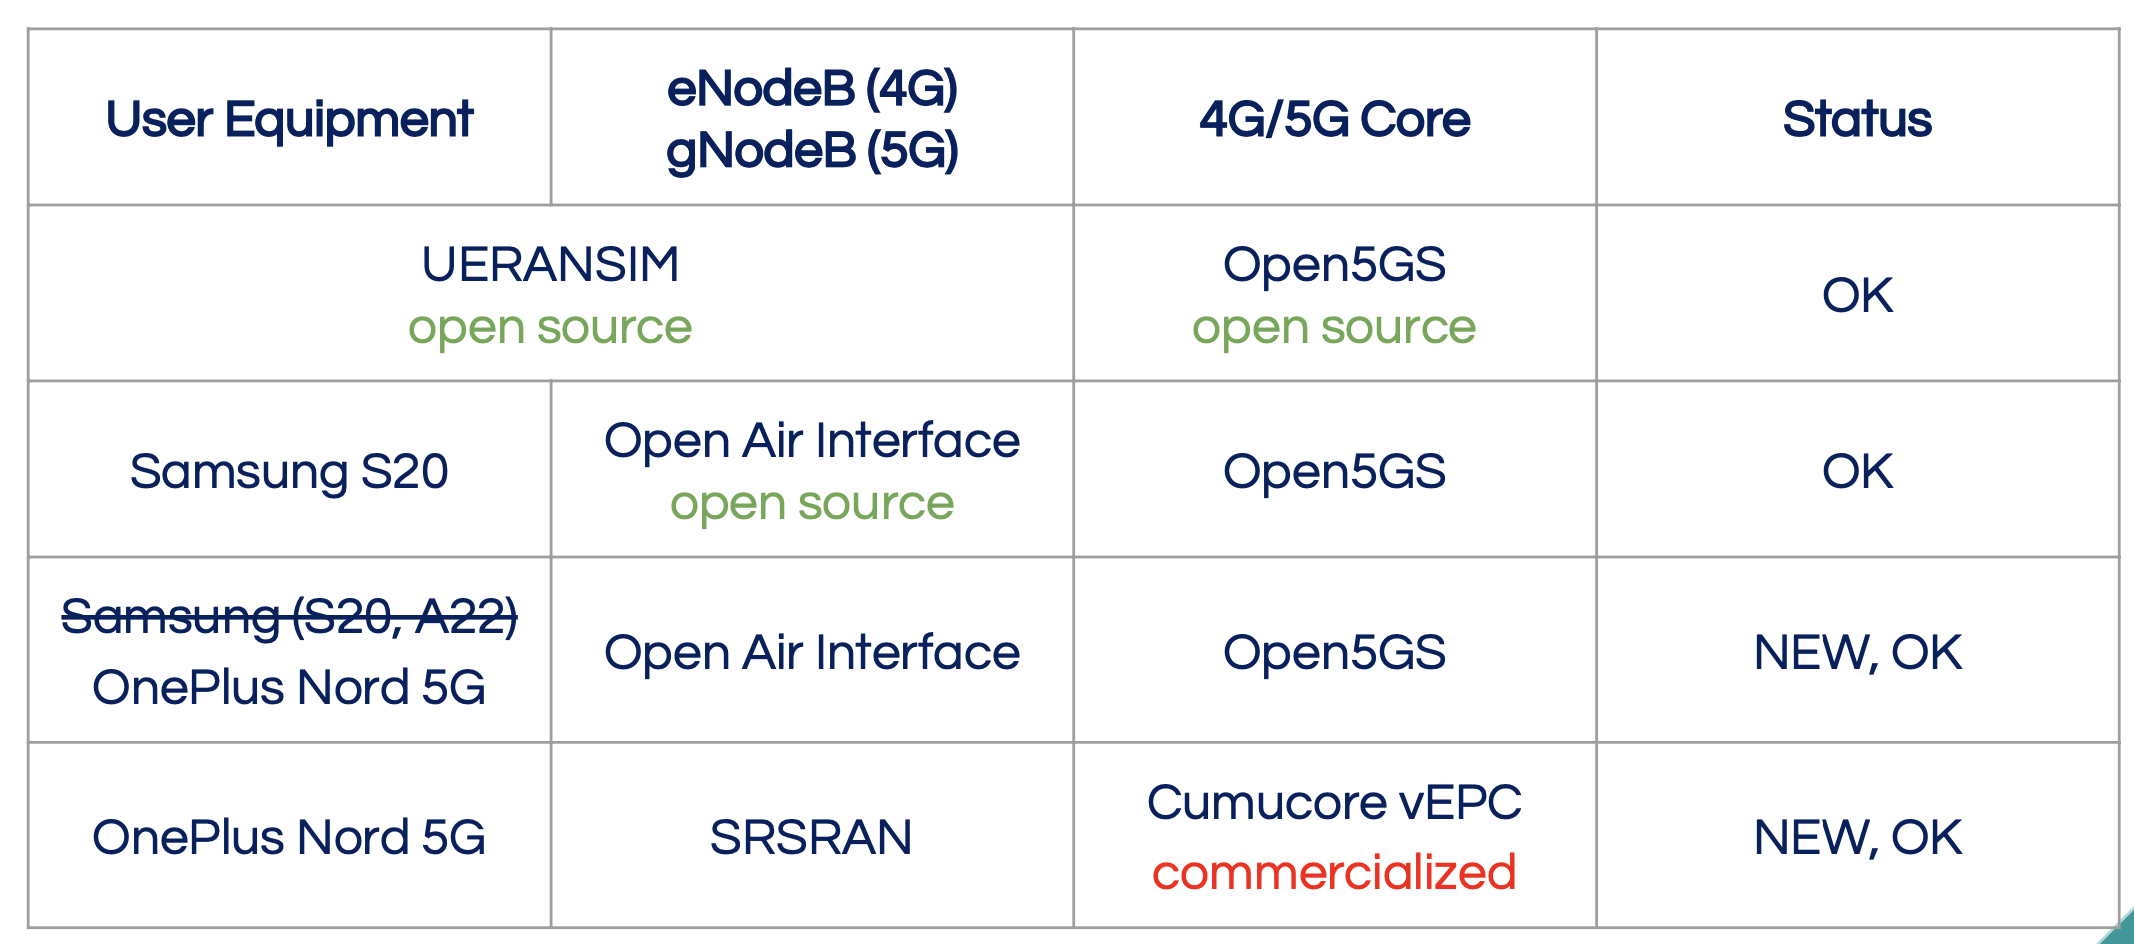 User Equipment
eNodeB (4G)
gNodeB (5G)
4G/5G Core
Status
UERANSIM
open source
Open5GS
open source
OK
Samsung S20
Open Air Interface
open source
Open5GS
OK
Samsung (S20, A22)
OnePlus Nord 5G
Open Air Interface
Open5GS
NEW, OK
OnePlus Nord 5G
SRSRAN
Cumucore vEPC
commercialized
NEW, OK